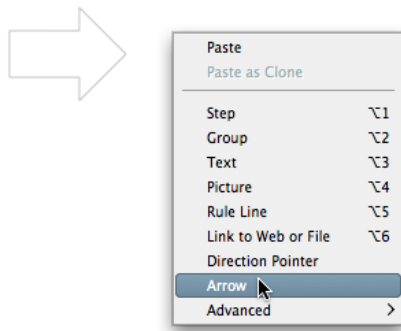 Paste
Paste as Clone
Step ⌥1
Group ⌥2
Text ⌥3
Picture ⌥4
Rule Line ⌥5
Link to Web or File ⌥6
Direction Pointer
Arrow
Advanced >